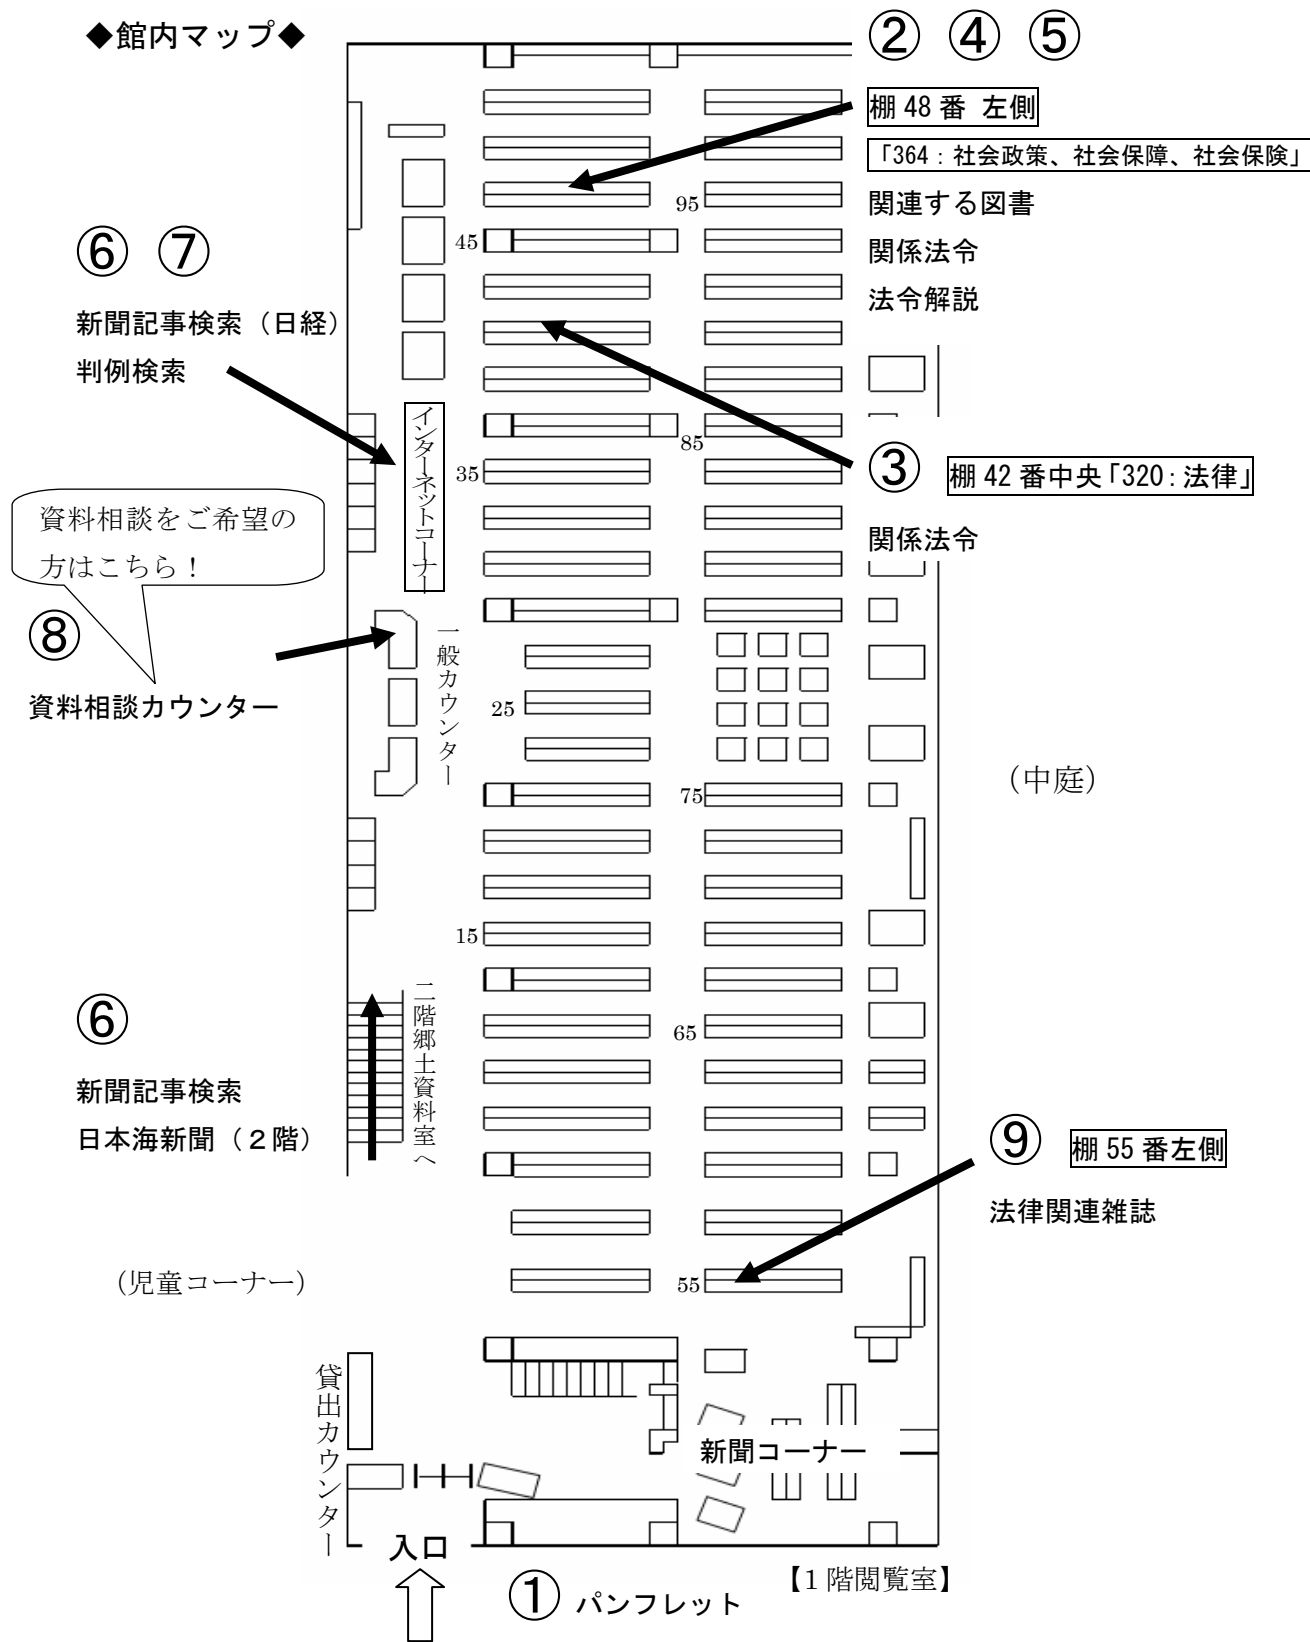 ◆館内マップ◆
② ④ ⑤
棚 48 番 左側
「364：社会政策、社会保障、社会保険」
関連する図書
関係法令
法令解説
95
45
⑥ ⑦
新聞記事検索（日経）
判例検索
インターネットコーナー
85
35
③ 棚 42 番中央「320：法律」
関係法令
資料相談をご希望の
方はこちら！
⑧
資料相談カウンター
一般カウンター
25
（中庭）
75
15
⑥
新聞記事検索
日本海新聞（２階）
二階郷土資料室へ
65
⑨ 棚 55 番左側
法律関連雑誌
（児童コーナー）
55
貸出カウンター
新聞コーナー
入口
① パンフレット
【1 階閲覧室】